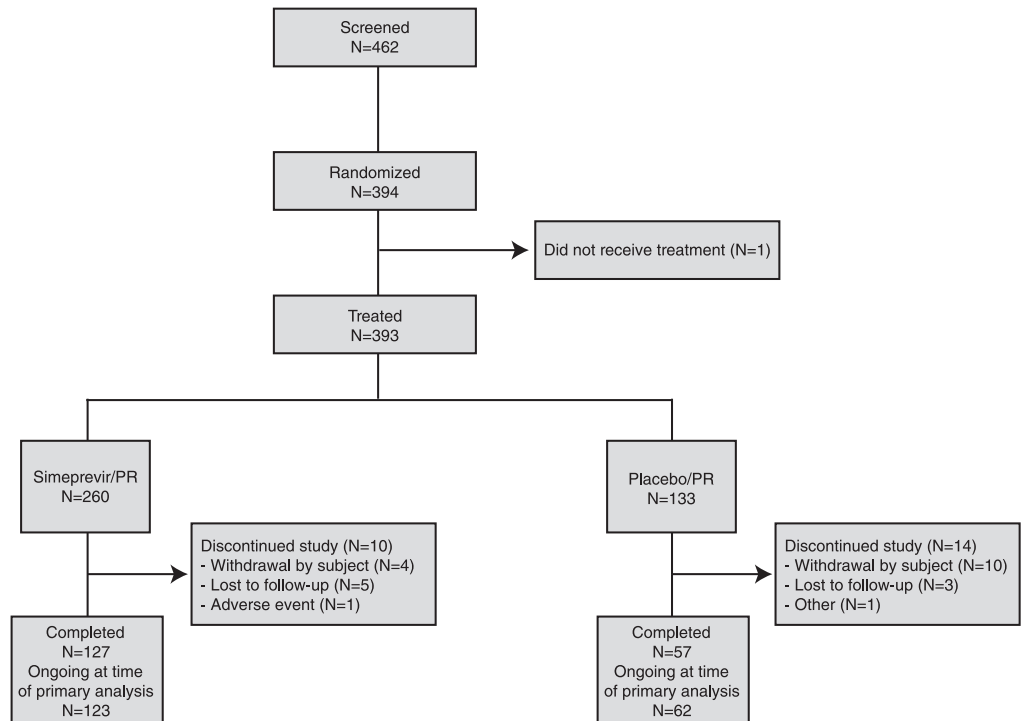 Screened
N=462
Randomized
N=394
Did not receive treatment (N=1)
Treated
N=393
Simeprevir/PR
N=260
Placebo/PR
N=133
Discontinued study (N=10)
- Withdrawal by subject (N=4)
- Lost to follow-up (N=5)
- Adverse event (N=1)
Discontinued study (N=14)
- Withdrawal by subject (N=10)
- Lost to follow-up (N=3)
- Other (N=1)
Completed
N=127
Ongoing at time
of primary analysis
N=123
Completed
N=57
Ongoing at time
of primary analysis
N=62